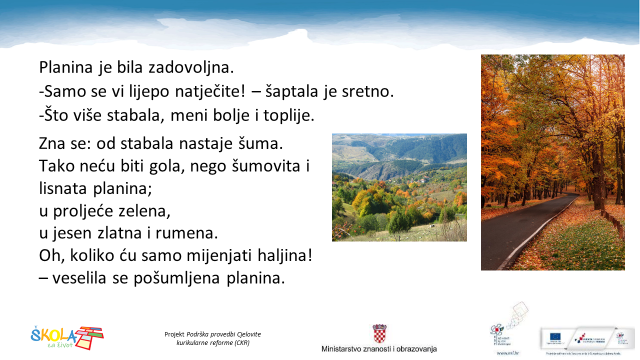 Planina je bila zadovoljna.
-Samo se vi lijepo natječite! – šaptala je sretno.
-Što više stabala, meni bolje i toplije.
Zna se: od stabala nastaje šuma.
Tako neću biti gola, nego šumovita i
lisnata planina;
u proljeće zelena,
u jesen zlatna i rumena.
Oh, koliko ću samo mijenjati haljina!
– veselila se pošumljena planina.
ŠKOLA
za život
Projekt Podrška provedbi Cjelovite
kurikularne reforme (CKR)
Ministarstvo znanosti i obrazovanja